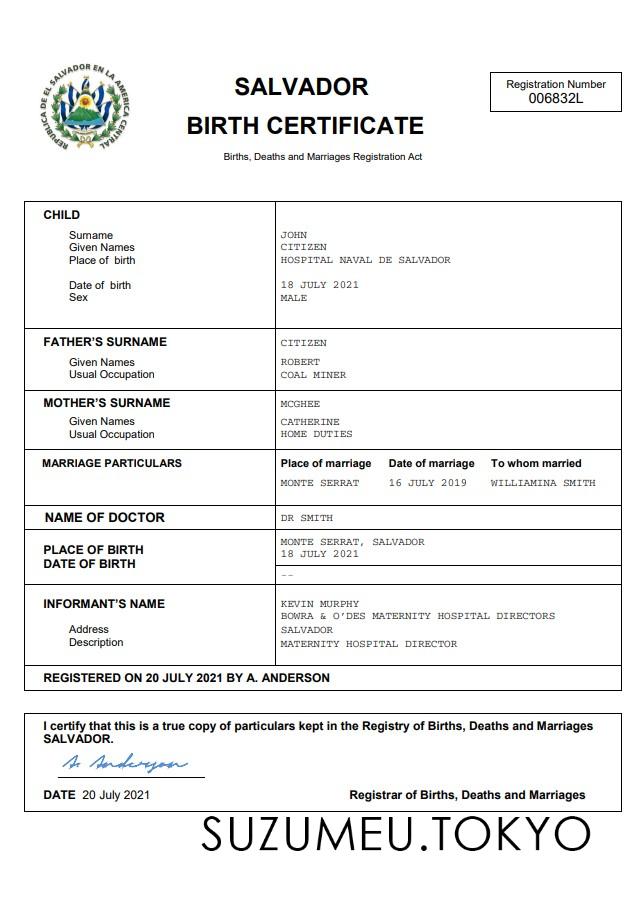 REPUBLICA DE EL SALVADOR EN LA AMERICA CENTRAL
SALVADOR
BIRTH CERTIFICATE
Births, Deaths and Marriages Registration Act
Registration Number
006832L
CHILD
Surname JOHN
Given Names CITIZEN
Place of birth HOSPITAL NAVAL DE SALVADOR
Date of birth 18 JULY 2021
Sex MALE
FATHER'S SURNAME CITIZEN
Given Names ROBERT
Usual Occupation COAL MINER
MOTHER'S SURNAME MCGHEE
Given Names CATHERINE
Usual Occupation HOME DUTIES
MARRIAGE PARTICULARS Place of marriage Date of marriage To whom married
MONTE SERRAT 16 JULY 2019 WILLIAMINA SMITH
NAME OF DOCTOR DR SMITH
PLACE OF BIRTH MONTE SERRAT, SALVADOR
DATE OF BIRTH 18 JULY 2021
--
INFORMANT'S NAME KEVIN MURPHY
BOWRA & O'DES MATERNITY HOSPITAL DIRECTORS
Address SALVADOR
Description MATERNITY HOSPITAL DIRECTOR
REGISTERED ON 20 JULY 2021 BY A. ANDERSON
I certify that this is a true copy of particulars kept in the Registry of Births, Deaths and Marriages
SALVADOR.
A. Anderson
DATE 20 July 2021 Registrar of Births, Deaths and Marriages
SUZUMEU.TOKYO